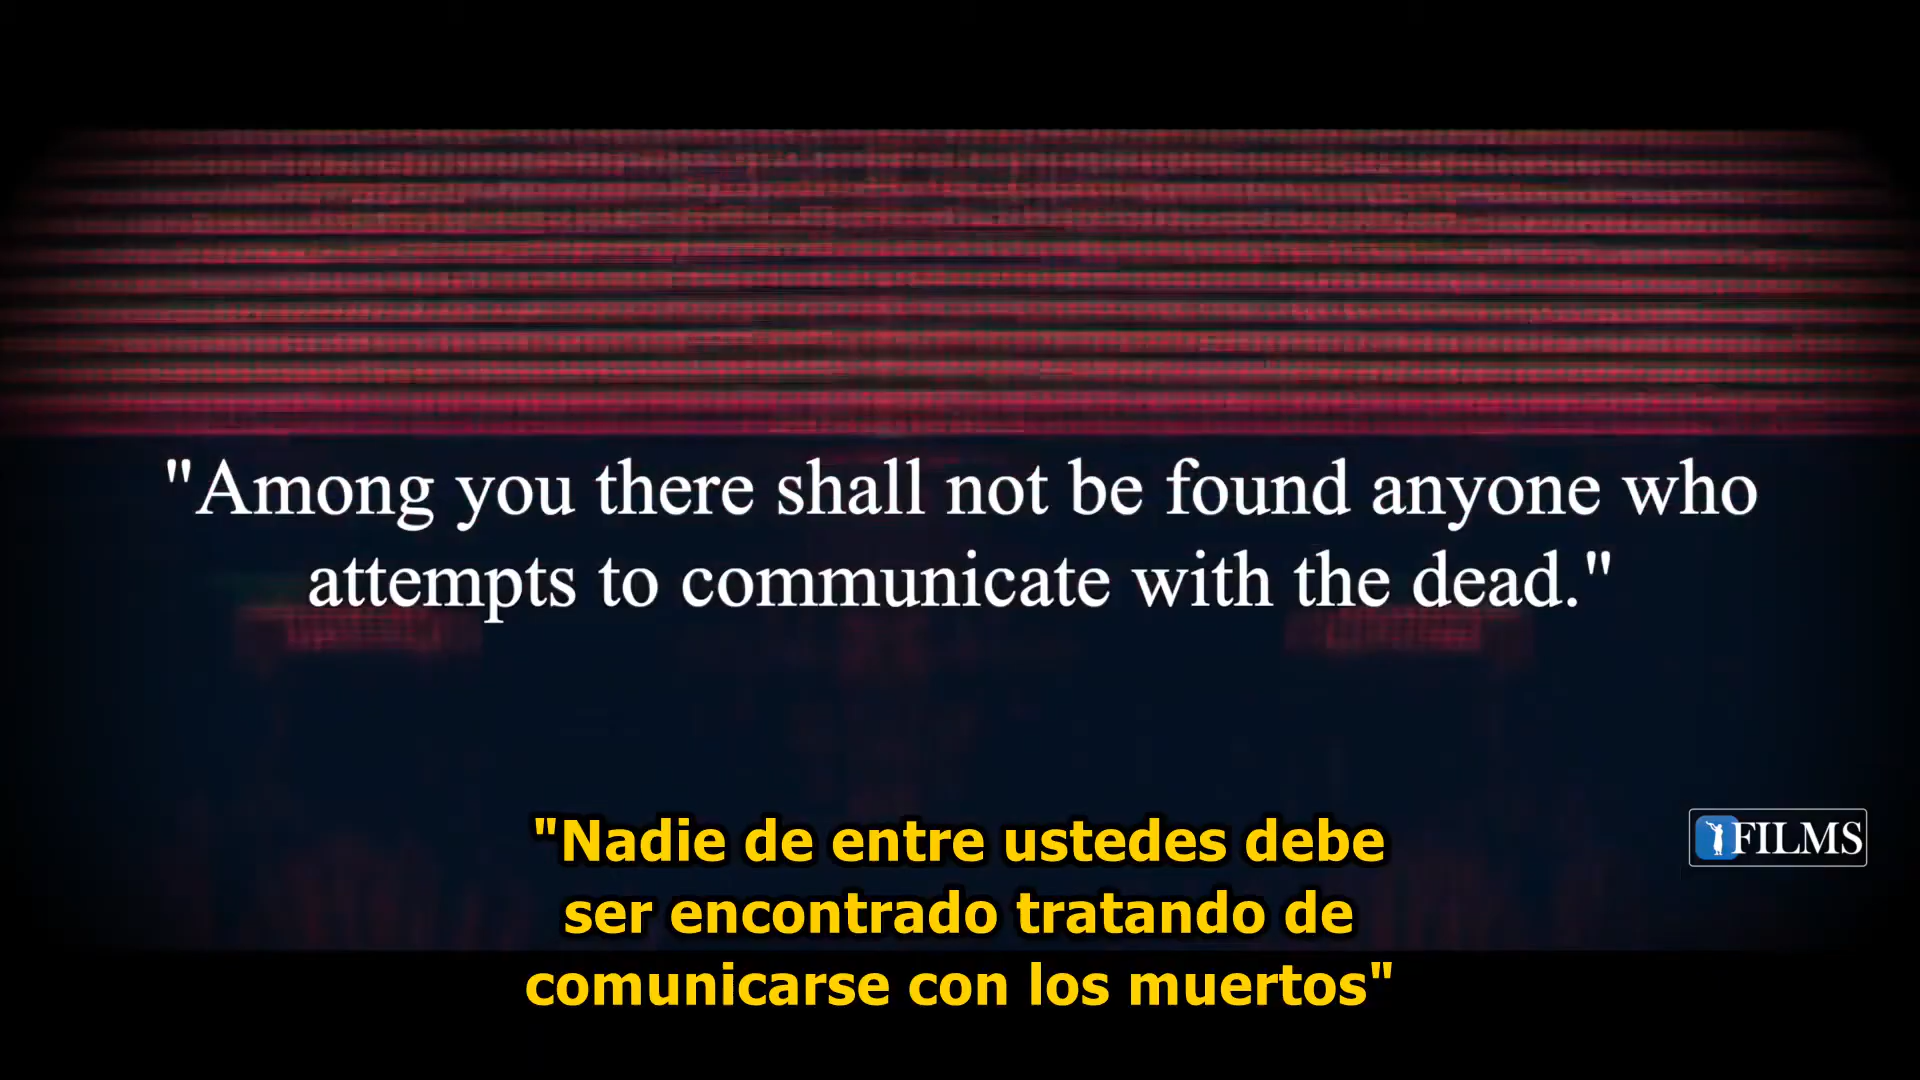 "Among you there shall not be found anyone who
attempts to communicate with the dead."
FILMS
"Nadie de entre ustedes debe
ser encontrado tratando de
comunicarse con los muertos"